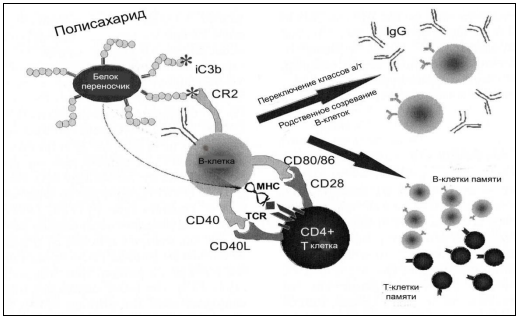 Полисахарид
Белок
переносчик
iC3b
CR2
В-клетка
CD80/86
CD28
MHC
TCR
CD40
CD40L
CD4+
Т клетка
Переключение классов а/т
Родственное созревание
В-клеток
IgG
В-клетки памяти
Т-клетки
памяти